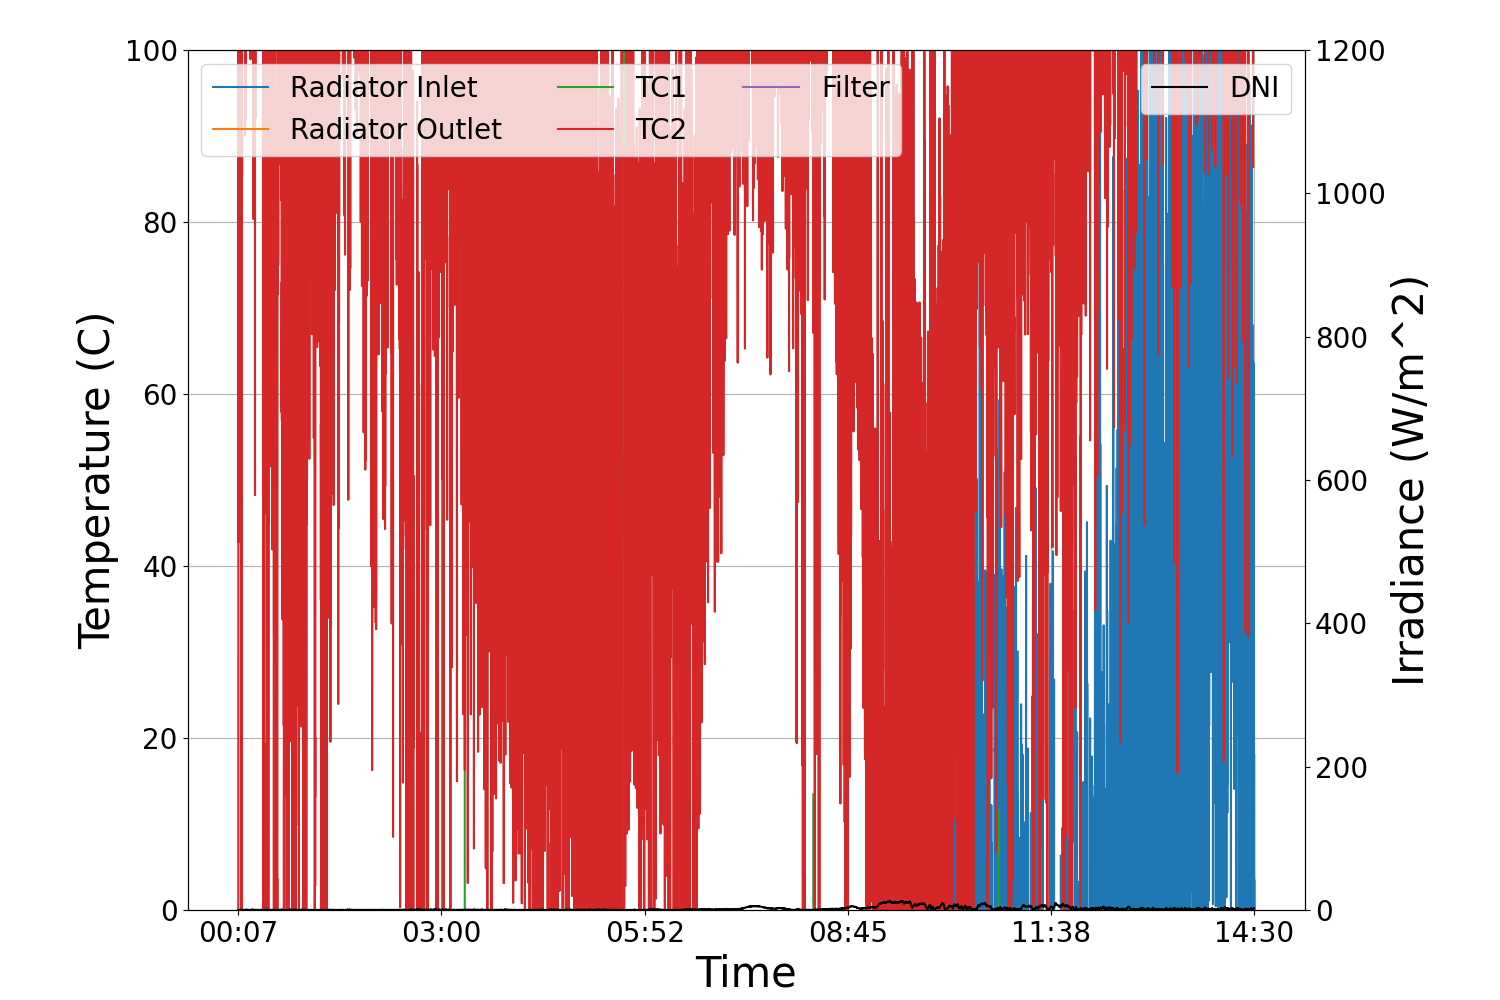 100
80
60
40
20
0
Temperature (C)
Radiator Inlet
Radiator Outlet
TC1
TC2
Filter
DNI
1200
1000
800
600
400
200
0
Irradiance (W/m^2)
00:07
03:00
05:52
08:45
11:38
14:30
Time